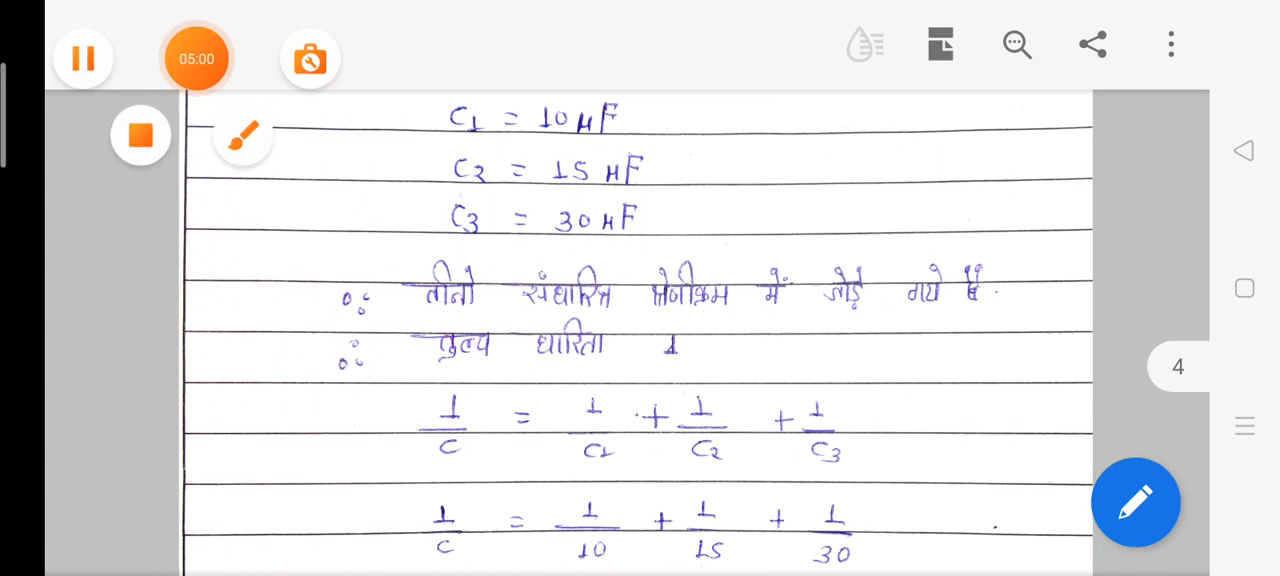 05:00
C1 = 10 μF
C2 = 15 μF
C3 = 30 μF
∵ तीनो संधारित्र श्रेणीक्रम में जोड़े गये हैं.
∴ तुल्य धारिता 1
4
1/C = 1/C1 + 1/C2 + 1/C3
1/C = 1/10 + 1/15 + 1/30